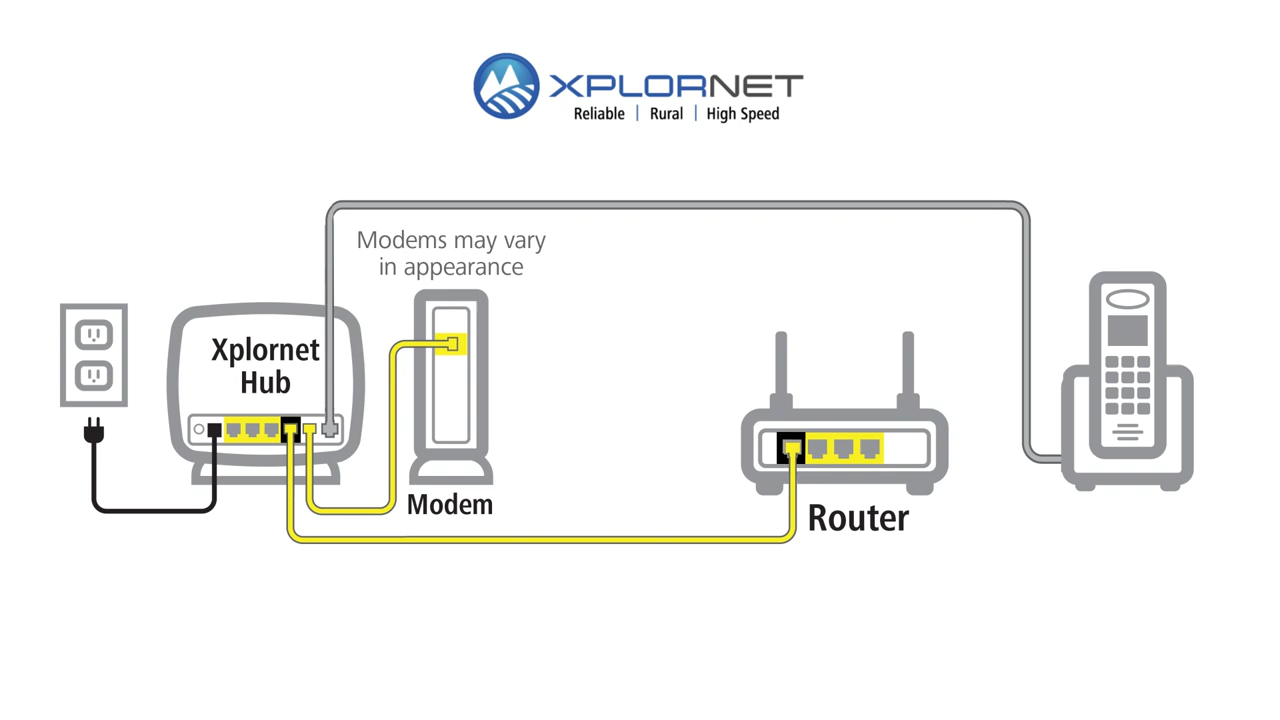 XPLORNET
Reliable | Rural | High Speed
Modems may vary
in appearance
Xplornet
Hub
Modem
Router